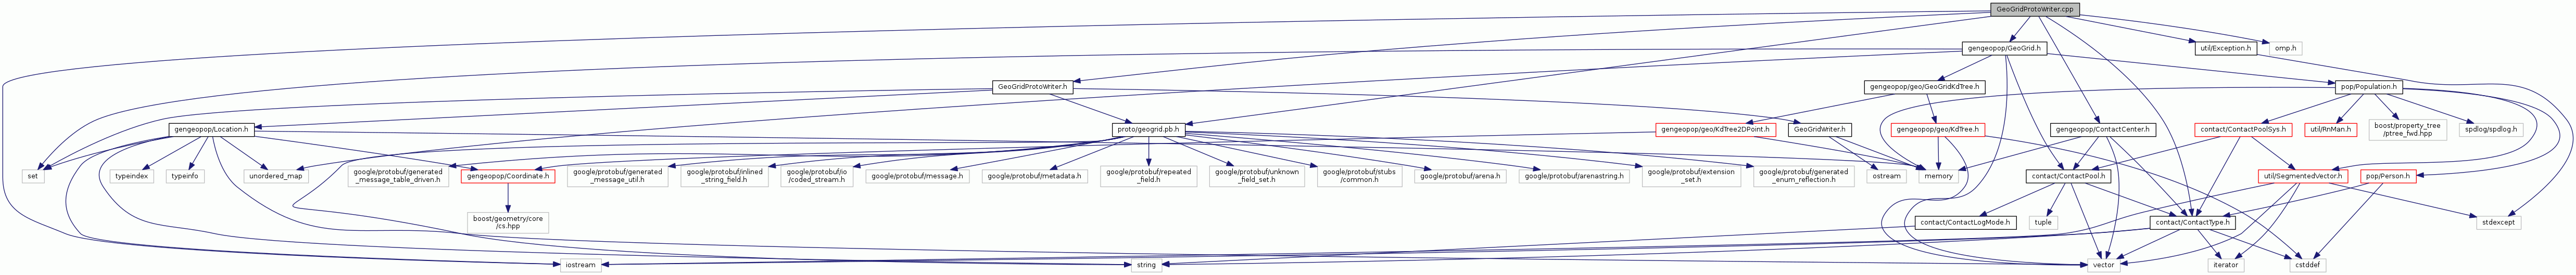 GeoGridProtoWriter.cpp
gengeopop/GeoGrid.h
util/Exception.h
omp.h
GeoGridProtoWriter.h
gengeopop/geo/GeoGridKdTree.h
pop/Population.h
gengeopop/Location.h
proto/geogrid.pb.h
gengeopop/geo/KdTree2DPoint.h
GeoGridWriter.h
gengeopop/geo/KdTree.h
gengeopop/ContactCenter.h
contact/ContactPoolSys.h
util/RnMan.h
boost/property_tree
/ptree_fwd.hpp
spdlog/spdlog.h
set
typeindex
typeinfo
unordered_map
google/protobuf/generated
_message_table_driven.h
gengeopop/Coordinate.h
google/protobuf/generated
_message_util.h
google/protobuf/inlined
_string_field.h
google/protobuf/io
/coded_stream.h
google/protobuf/message.h
google/protobuf/metadata.h
google/protobuf/repeated
_field.h
google/protobuf/unknown
_field_set.h
google/protobuf/stubs
/common.h
google/protobuf/arena.h
google/protobuf/arenastring.h
google/protobuf/extension
_set.h
google/protobuf/generated
_enum_reflection.h
ostream
memory
contact/ContactPool.h
util/SegmentedVector.h
pop/Person.h
boost/geometry/core
/cs.hpp
contact/ContactLogMode.h
tuple
contact/ContactType.h
stdexcept
iostream
string
vector
iterator
cstddef